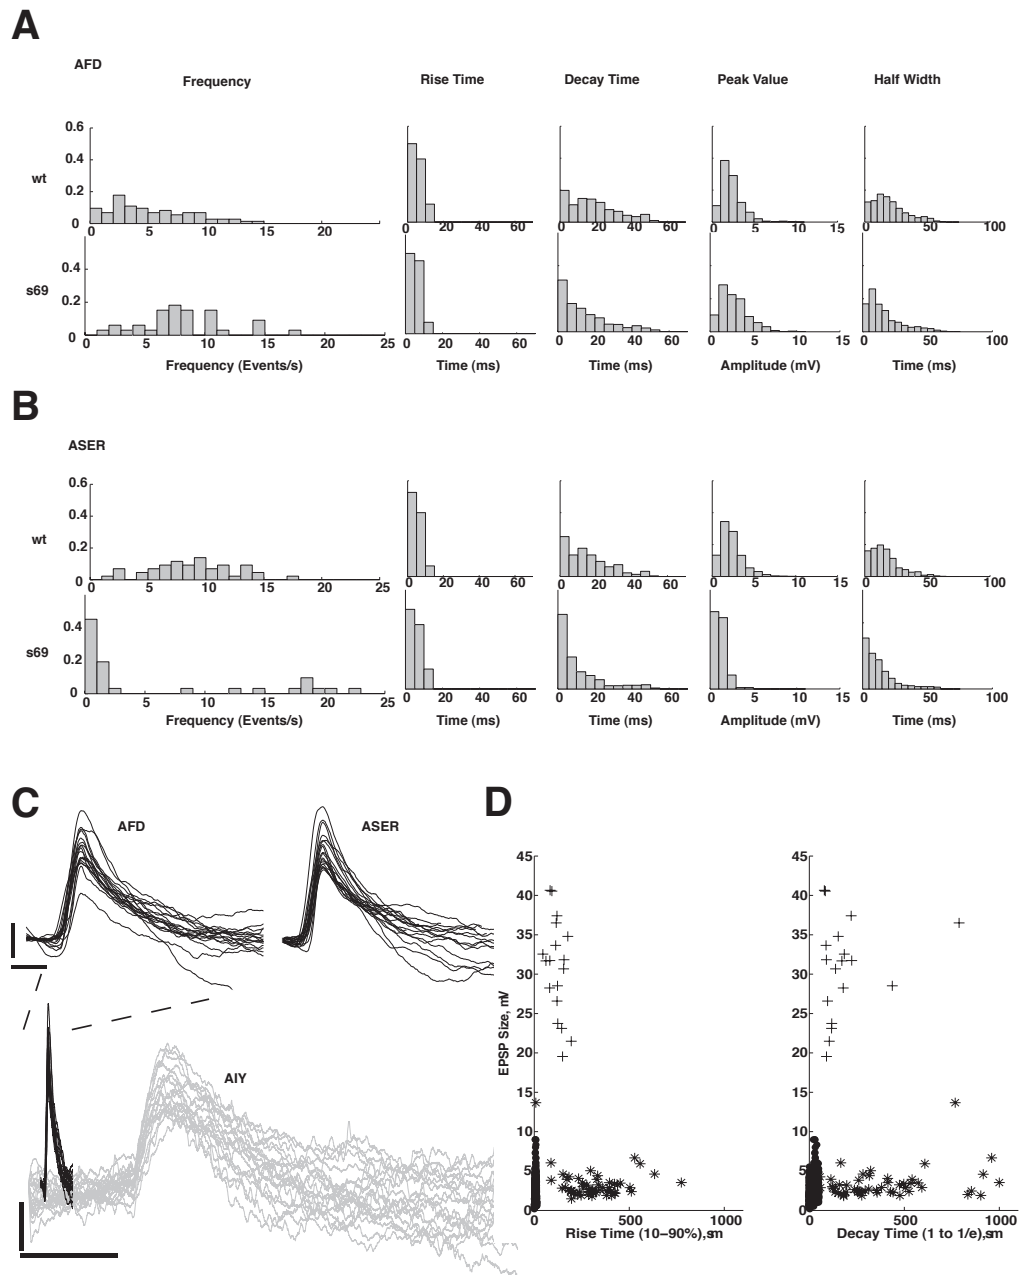 A
AFD
Frequency
Rise Time
Decay Time
Peak Value
Half Width
wt
0.6
0.4
0.2
0
0 5 10 15 20
0 20 40 60
0 20 40 60
0 5 10 15
0 50 100
s69
0.4
0.2
0
0 5 10 15 20 25
0 20 40 60
0 20 40 60
0 5 10 15
0 50 100
Frequency (Events/s)
Time (ms)
Time (ms)
Amplitude (mV)
Time (ms)
B
ASER
wt
0.6
0.4
0.2
0
0 5 10 15 20 25
0 20 40 60
0 20 40 60
0 5 10 15
0 50 100
s69
0.4
0.2
0
0 5 10 15 20 25
0 20 40 60
0 20 40 60
0 5 10 15
0 50 100
Frequency (Events/s)
Time (ms)
Time (ms)
Amplitude (mV)
Time (ms)
C
AFD
ASER
AIY
D
EPSP Size, mV
45
40
35
30
25
20
15
10
5
0
0 500 1000
Rise Time (10–90%),sm
45
40
35
30
25
20
15
10
5
0
0 500 1000
Decay Time (1 to 1/e),sm